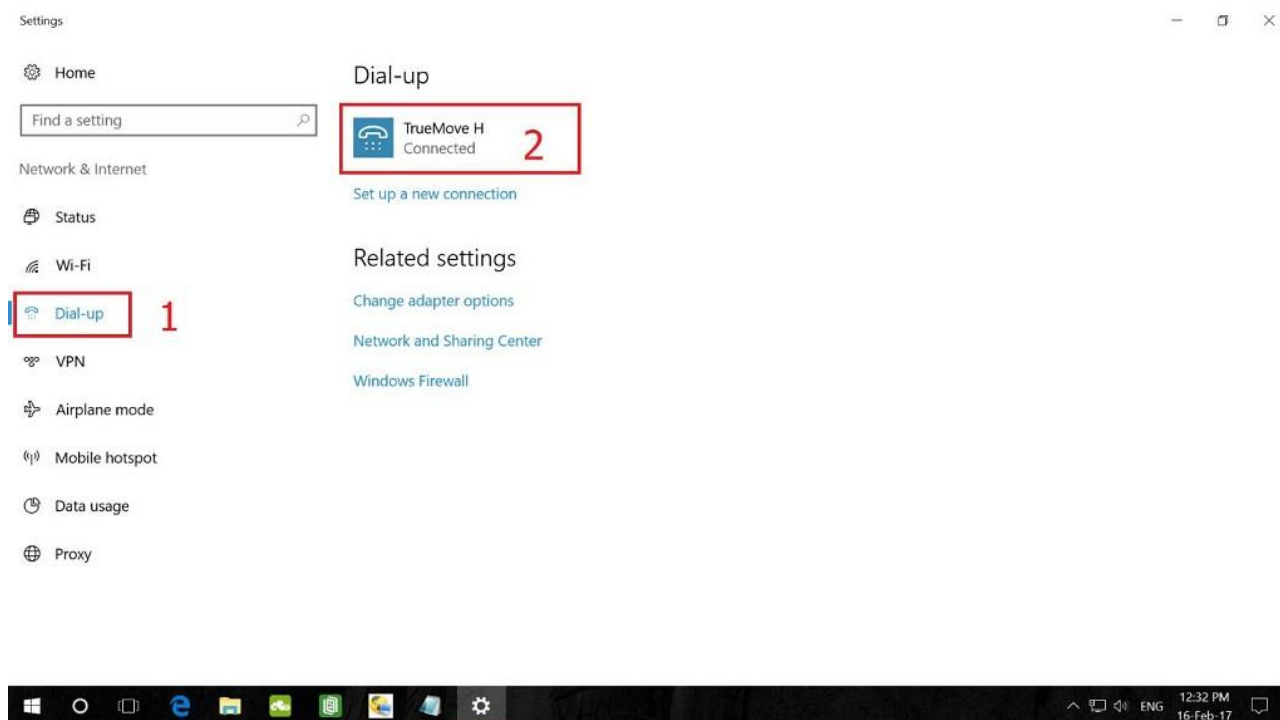 Settings
Home
Find a setting
Network & Internet
Status
Wi-Fi
Dial-up
1
VPN
Airplane mode
Mobile hotspot
Data usage
Proxy
Dial-up
TrueMove H
Connected
2
Set up a new connection
Related settings
Change adapter options
Network and Sharing Center
Windows Firewall
ENG
12:32 PM
16-Feb-17